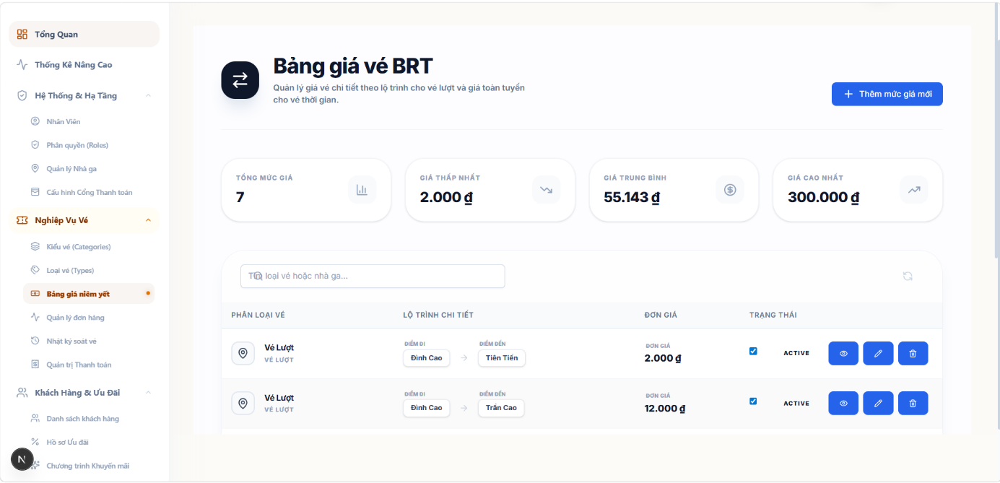 Tổng Quan
Thống Kê Nâng Cao
Hệ Thống & Hạ Tầng
Nhân Viên
Phân quyền (Roles)
Quản lý Nhà ga
Cấu hình Cổng Thanh toán
Nghiệp Vụ Vé
Kiểu vé (Categories)
Loại vé (Types)
Bảng giá niêm yết
Quản lý đơn hàng
Nhật ký soát vé
Quản trị Thanh toán
Khách Hàng & Ưu Đãi
Danh sách khách hàng
Hồ sơ Ưu đãi
Chương trình Khuyến mãi
N
Bảng giá vé BRT
Quản lý giá vé chi tiết theo lộ trình cho vé lượt và giá toàn tuyến
cho vé thời gian.
Thêm mức giá mới
TỔNG MỨC GIÁ
7
GIÁ THẤP NHẤT
2.000 ₫
GIÁ TRUNG BÌNH
55.143 ₫
GIÁ CAO NHẤT
300.000 ₫
Tìm loại vé hoặc nhà ga...
PHÂN LOẠI VÉ LỘ TRÌNH CHI TIẾT ĐƠN GIÁ TRẠNG THÁI
Vé Lượt
VÉ LƯỢT
ĐIỂM ĐI
Đình Cao
ĐIỂM ĐẾN
Tiên Tiến
ĐƠN GIÁ
2.000 ₫
ACTIVE
Vé Lượt
VÉ LƯỢT
ĐIỂM ĐI
Đình Cao
ĐIỂM ĐẾN
Trần Cao
ĐƠN GIÁ
12.000 ₫
ACTIVE